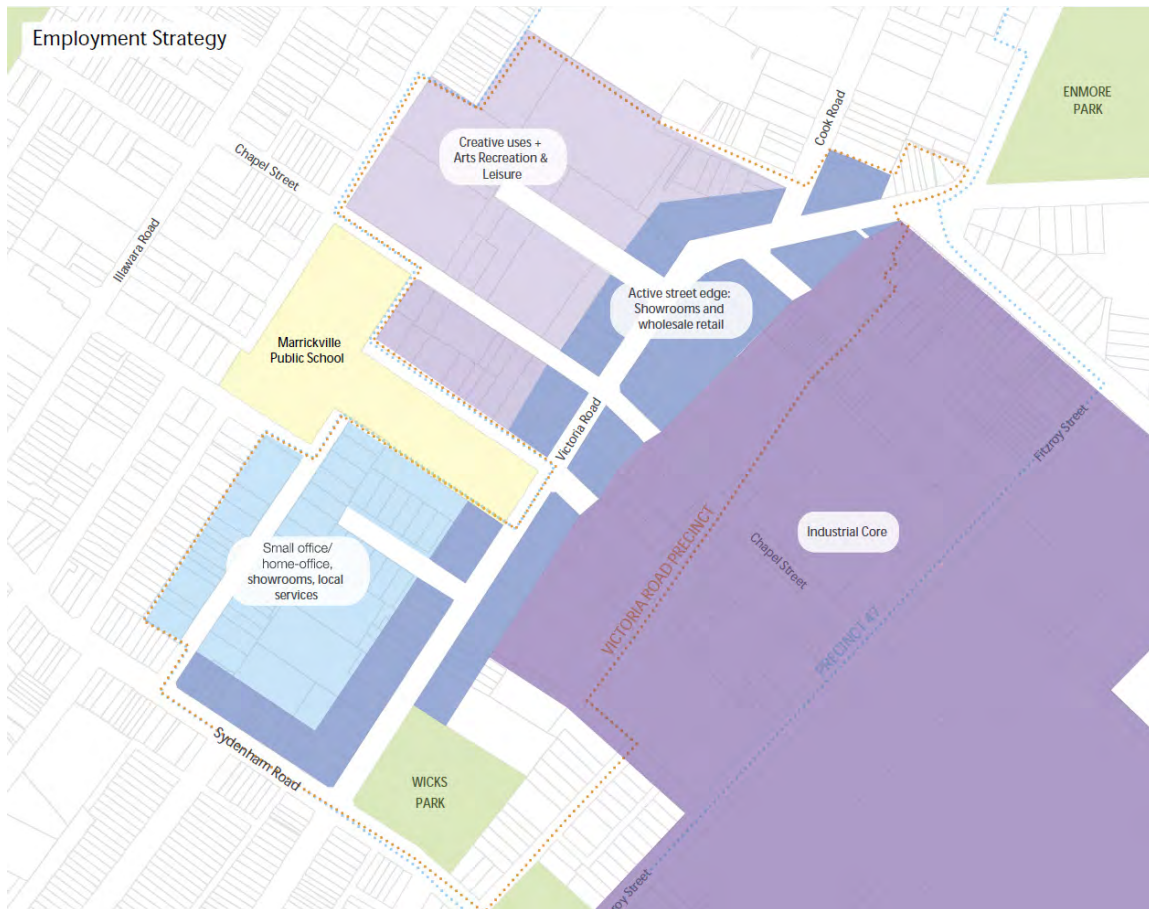 Employment Strategy
ENMORE
PARK
Cook Road
Creative uses +
Arts Recreation &
Leisure
Chapel Street
Illawara Road
Active street edge:
Showrooms and
wholesale retail
Marrickville
Public School
Victoria Road
Fitzroy Street
Industrial Core
VICTORIA ROAD PRECINCT
Chapel Street
Small office/
home-office,
showrooms, local
services
PRECINCT 47
Sydenham Road
WICKS
PARK
roy Street